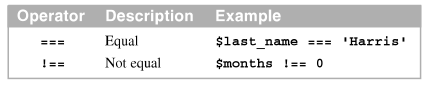 Operator Description Example
=== Equal $last_name === 'Harris'
!== Not equal $months !== 0